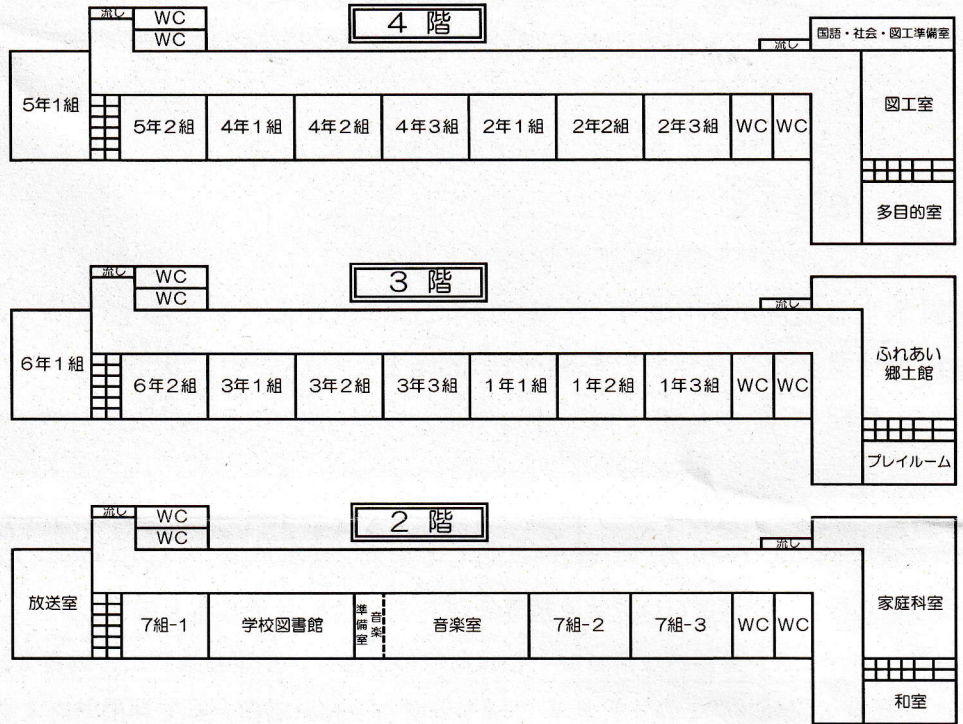 4 階
流し
WC
WC
流し
国語・社会・図工準備室
5年1組
5年2組
4年1組
4年2組
4年3組
2年1組
2年2組
2年3組
WC
WC
図工室
多目的室
3 階
流し
WC
WC
流し
6年1組
6年2組
3年1組
3年2組
3年3組
1年1組
1年2組
1年3組
WC
WC
ふれあい
郷土館
プレイルーム
2 階
流し
WC
WC
流し
放送室
7組-1
学校図書館
音楽
準備室
音楽室
7組-2
7組-3
WC
WC
家庭科室
和室